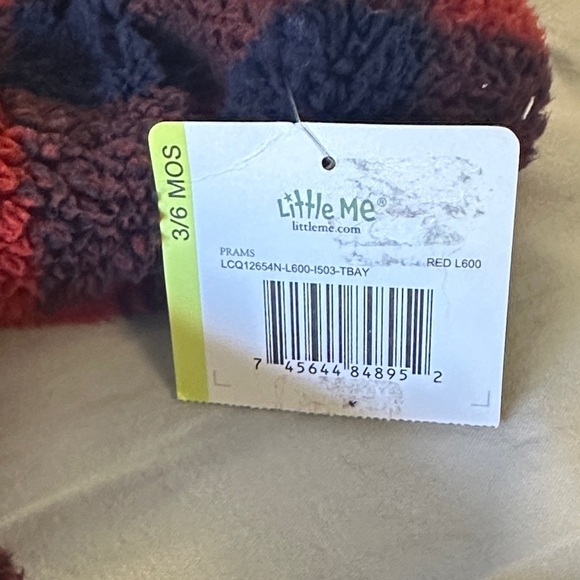 3/6 MOS
Little Me®
littleme.com
PRAMS
LCQ12654N-L600-I503-TBAY
RED L600
7 45644 84895 2